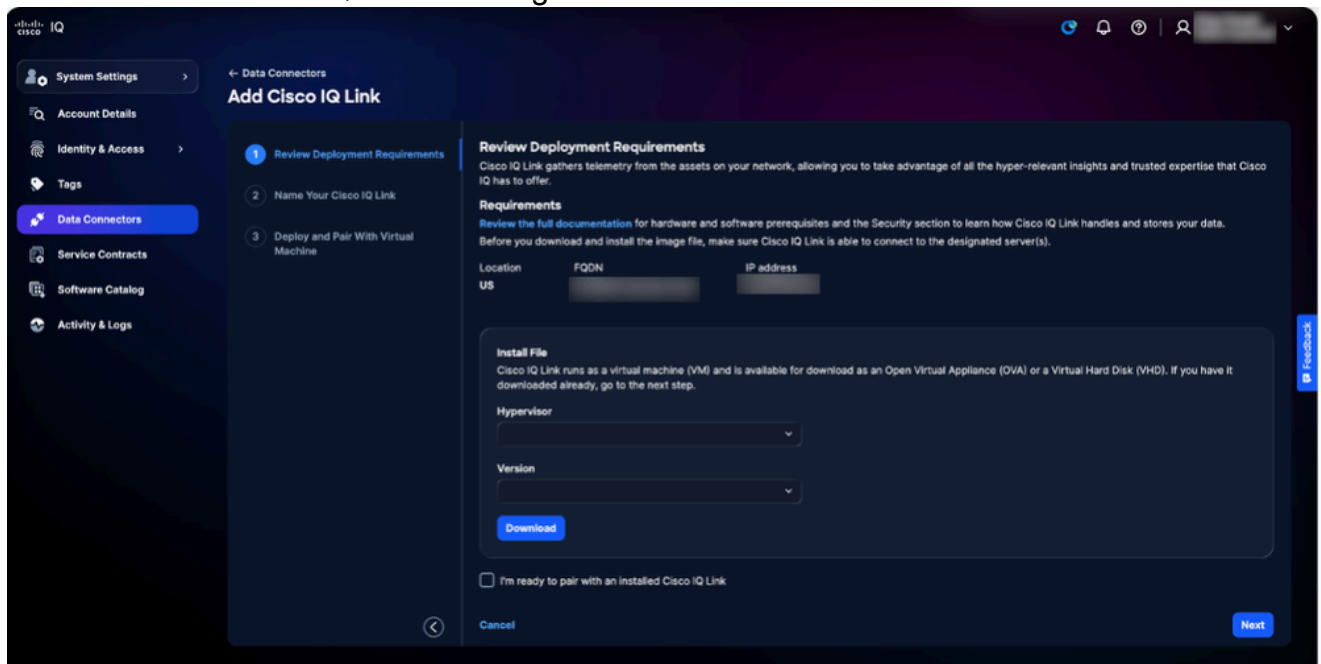 cisco IQ
System Settings
Account Details
Identity & Access
Tags
Data Connectors
Service Contracts
Software Catalog
Activity & Logs
← Data Connectors
Add Cisco IQ Link
1 Review Deployment Requirements
2 Name Your Cisco IQ Link
3 Deploy and Pair With Virtual
Machine
Review Deployment Requirements
Cisco IQ Link gathers telemetry from the assets on your network, allowing you to take advantage of all the hyper-relevant insights and trusted expertise that Cisco
IQ has to offer.
Requirements
Review the full documentation for hardware and software prerequisites and the Security section to learn how Cisco IQ Link handles and stores your data.
Before you download and install the image file, make sure Cisco IQ Link is able to connect to the designated server(s).
Location FQDN IP address
US
Install File
Cisco IQ Link runs as a virtual machine (VM) and is available for download as an Open Virtual Appliance (OVA) or a Virtual Hard Disk (VHD). If you have it
downloaded already, go to the next step.
Hypervisor
Version
Download
I'm ready to pair with an installed Cisco IQ Link
Cancel
Next
Feedback